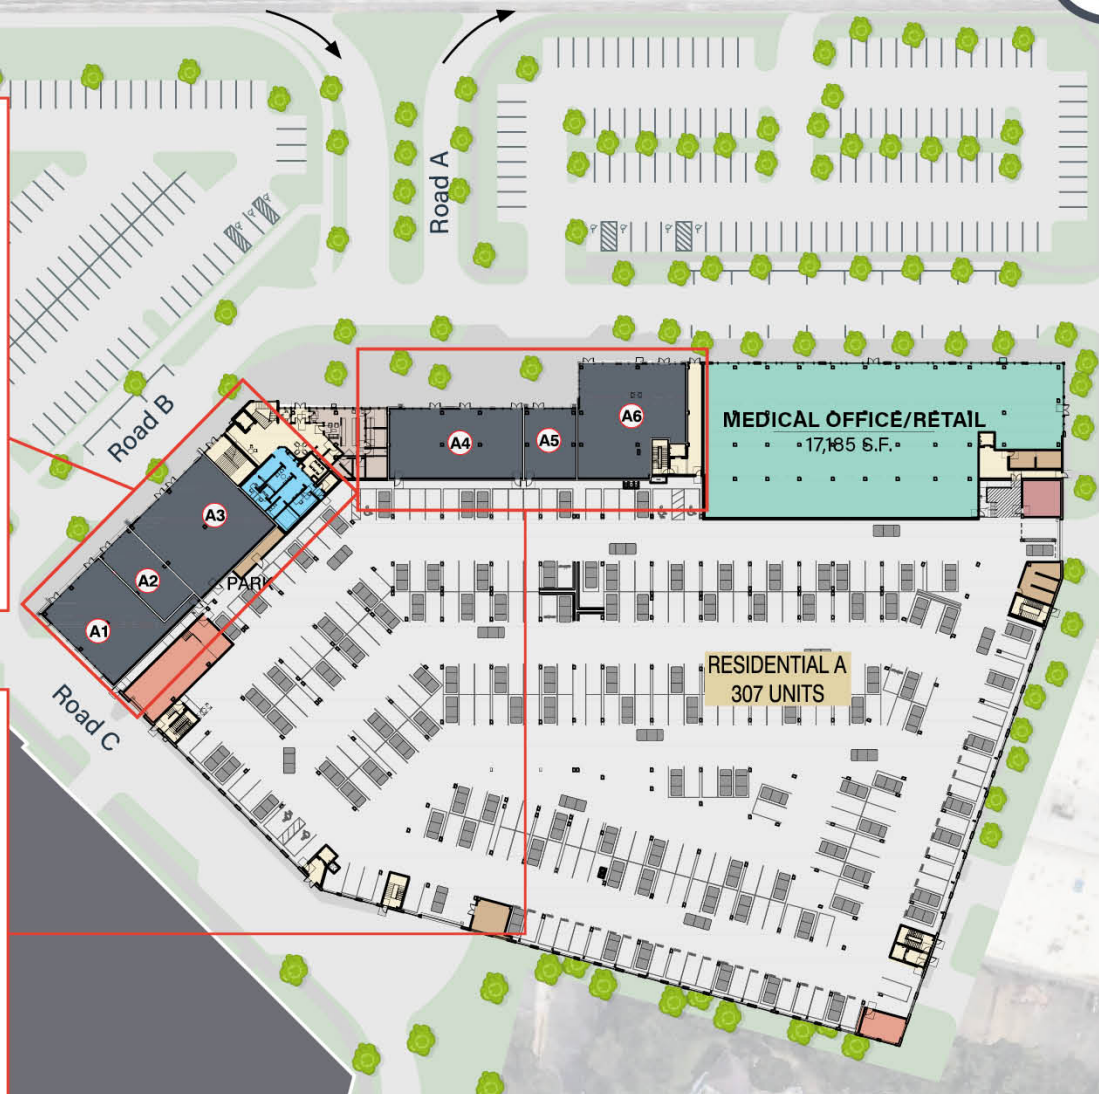 Road A
Road B
A4
A5
A6
MEDICAL OFFICE/RETAIL
17,185 S.F.
A3
A2
PARK
A1
RESIDENTIAL A
307 UNITS
Road C